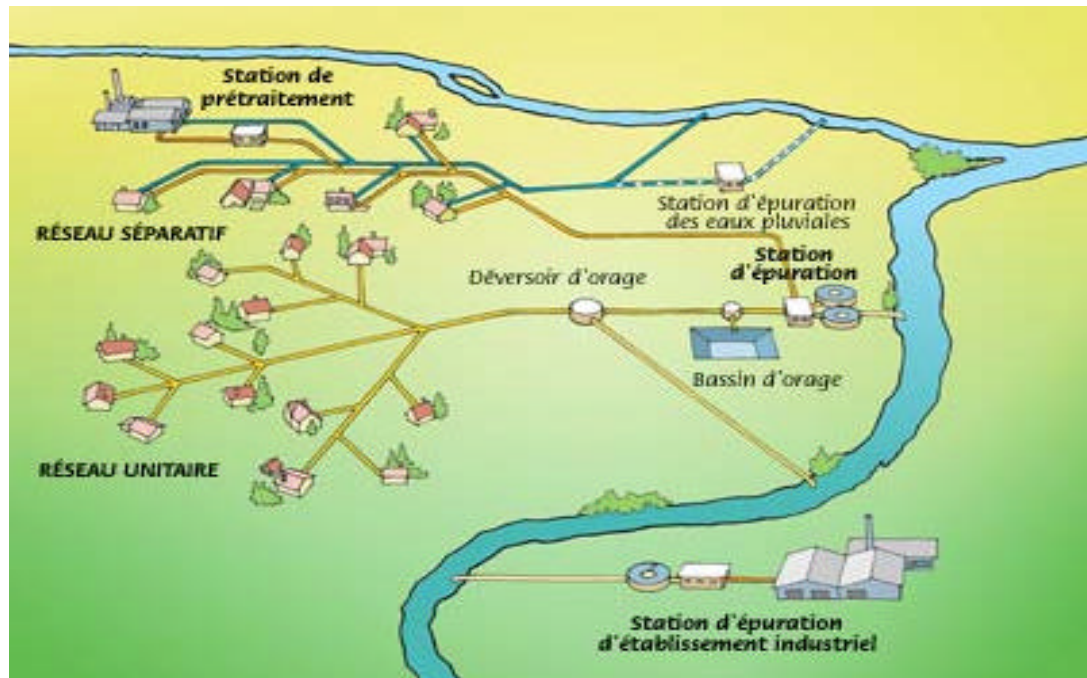 Station de
prétraitement
Station d'épuration
des eaux pluviales
RÉSEAU SÉPARATIF
Station
d'épuration
Déversoir d'orage
Bassin d'orage
RÉSEAU UNITAIRE
Station d'épuration
d'établissement industriel